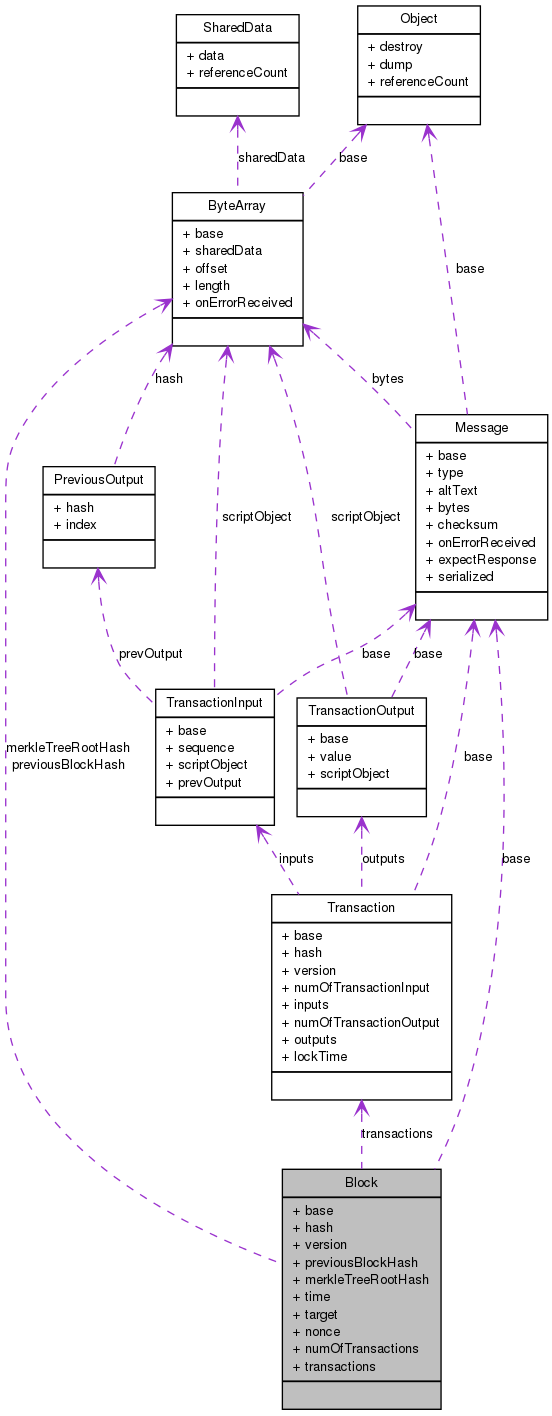 SharedData
+ data
+ referenceCount
Object
+ destroy
+ dump
+ referenceCount
sharedData
base
ByteArray
+ base
+ sharedData
+ offset
+ length
+ onErrorReceived
base
hash
bytes
Message
+ base
+ type
+ altText
+ bytes
+ checksum
+ onErrorReceived
+ expectResponse
+ serialized
PreviousOutput
+ hash
+ index
scriptObject
scriptObject
prevOutput
base
base
TransactionInput
+ base
+ sequence
+ scriptObject
+ prevOutput
TransactionOutput
+ base
+ value
+ scriptObject
merkleTreeRootHash
previousBlockHash
base
inputs
outputs
base
Transaction
+ base
+ hash
+ version
+ numOfTransactionInput
+ inputs
+ numOfTransactionOutput
+ outputs
+ lockTime
transactions
Block
+ base
+ hash
+ version
+ previousBlockHash
+ merkleTreeRootHash
+ time
+ target
+ nonce
+ numOfTransactions
+ transactions